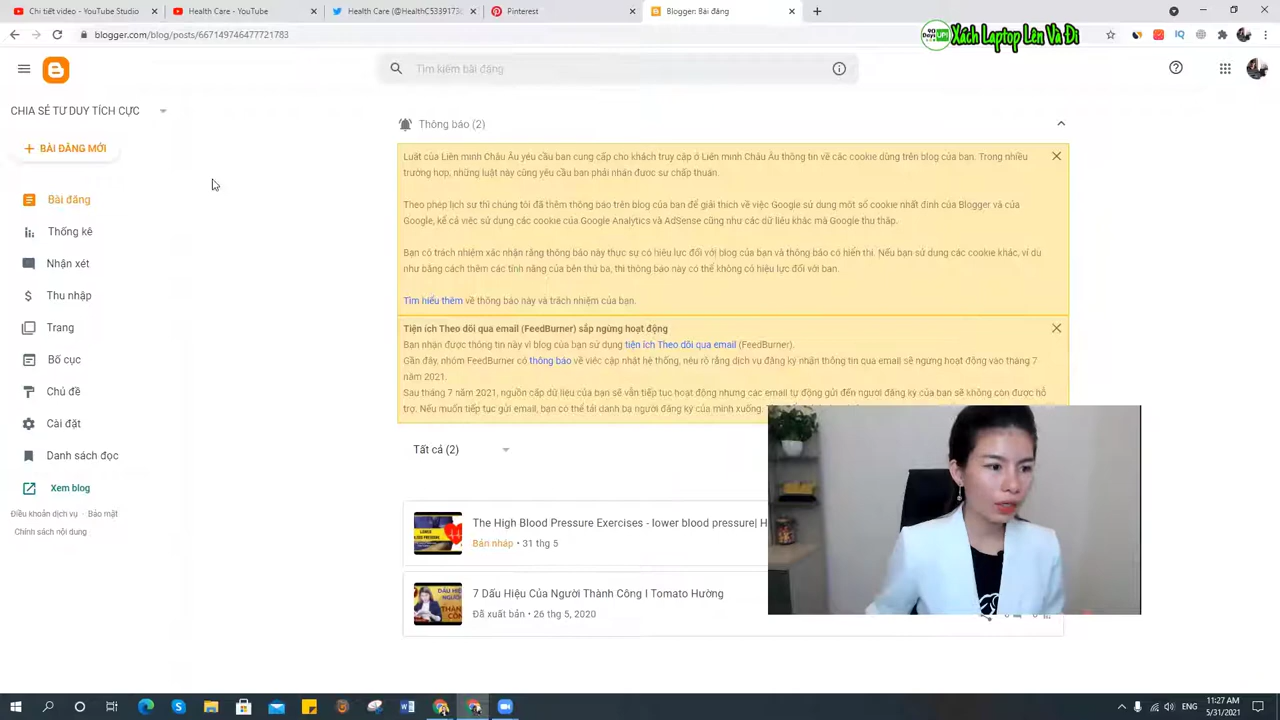 Chi tiết video - YouTube Studio
Health Care - YouTube
Health Care (@HealthC5339173
Pinterest
Blogger: Bài đăng
blogger.com/blog/posts/6671497464477721783
90 Days UP!
Xách Laptop Lên Và Đi
IQ
Tìm kiếm bài đăng
CHIA SẺ TƯ DUY TÍCH CỰC
BÀI ĐĂNG MỚI
Bài đăng
Thống kê
Nhận xét
Thu nhập
Trang
Bố cục
Chủ đề
Cài đặt
Danh sách đọc
Xem blog
Điều khoản dịch vụ • Bảo mật
Chính sách nội dung
Thông báo (2)
Luật của Liên minh Châu Âu yêu cầu bạn cung cấp cho khách truy cập ở Liên minh Châu Âu thông tin về các cookie dùng trên blog của bạn. Trong nhiều
trường hợp, những luật này cũng yêu cầu bạn phải nhận được sự chấp thuận.
Theo phép lịch sự thì chúng tôi đã thêm thông báo trên blog của bạn để giải thích về việc Google sử dụng một số cookie nhất định của Blogger và của
Google, kể cả việc sử dụng các cookie của Google Analytics và AdSense cũng như các dữ liệu khác mà Google thu thập.
Bạn có trách nhiệm xác nhận rằng thông báo này thực sự có hiệu lực đối với blog của bạn và thông báo có hiển thị. Nếu bạn sử dụng các cookie khác, ví dụ
như bằng cách thêm các tính năng của bên thứ ba, thì thông báo này có thể không có hiệu lực đối với bạn.
Tìm hiểu thêm về thông báo này và trách nhiệm của bạn.
Tiện ích Theo dõi qua email (FeedBurner) sắp ngừng hoạt động
Bạn nhận được thông tin này vì blog của bạn sử dụng tiện ích Theo dõi qua email (FeedBurner).
Gần đây, nhóm FeedBurner có thông báo về việc cập nhật hệ thống, nêu rõ rằng dịch vụ đăng ký nhận thông tin qua email sẽ ngừng hoạt động vào tháng 7
năm 2021.
Sau tháng 7 năm 2021, nguồn cấp dữ liệu của bạn sẽ vẫn tiếp tục hoạt động nhưng các email tự động gửi đến người đăng ký của bạn sẽ không còn được hỗ
trợ. Nếu muốn tiếp tục gửi email, bạn có thể tải danh bạ người đăng ký của mình xuống.
Tất cả (2)
The High Blood Pressure Exercises - lower blood pressure| H
Bản nháp • 31 thg 5
7 Dấu Hiệu Của Người Thành Công I Tomato Hường
Đã xuất bản • 26 thg 5, 2020
ENG
11:27 AM
5/31/2021